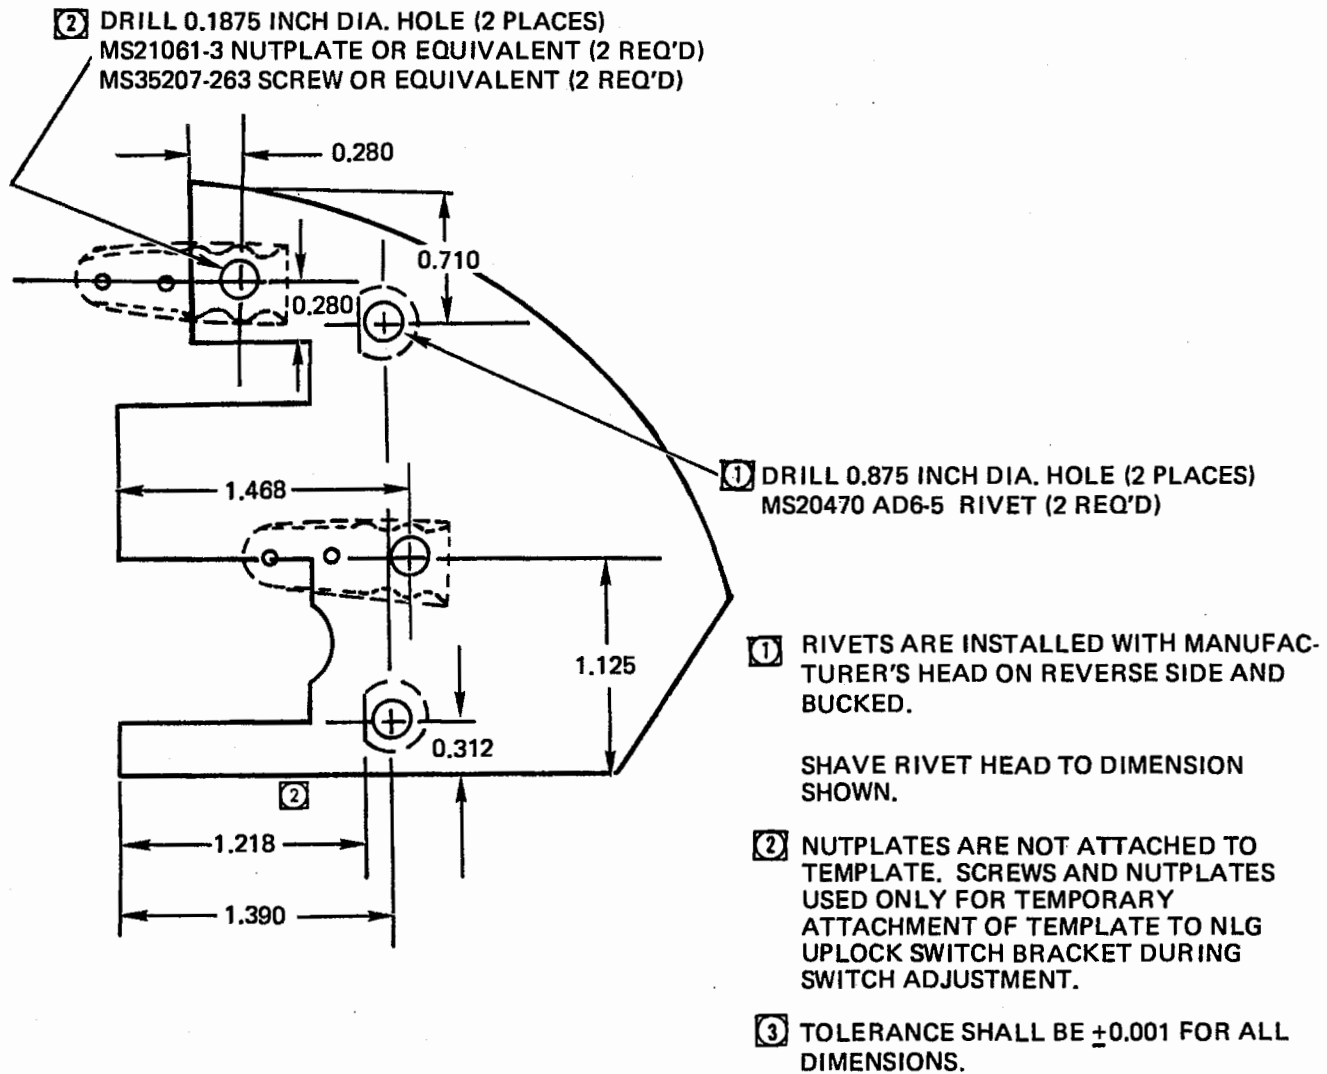 2 DRILL 0.1875 INCH DIA. HOLE (2 PLACES)
MS21061-3 NUTPLATE OR EQUIVALENT (2 REQ'D)
MS35207-263 SCREW OR EQUIVALENT (2 REQ'D)
0.280
0.710
0.280
1 DRILL 0.875 INCH DIA. HOLE (2 PLACES)
MS20470 AD6-5 RIVET (2 REQ'D)
1.468
1.125
0.312
2
1.218
1.390
1 RIVETS ARE INSTALLED WITH MANUFAC-
TURER'S HEAD ON REVERSE SIDE AND
BUCKED.
SHAVE RIVET HEAD TO DIMENSION
SHOWN.
2 NUTPLATES ARE NOT ATTACHED TO
TEMPLATE. SCREWS AND NUTPLATES
USED ONLY FOR TEMPORARY
ATTACHMENT OF TEMPLATE TO NLG
UPLOCK SWITCH BRACKET DURING
SWITCH ADJUSTMENT.
3 TOLERANCE SHALL BE ±0.001 FOR ALL
DIMENSIONS.